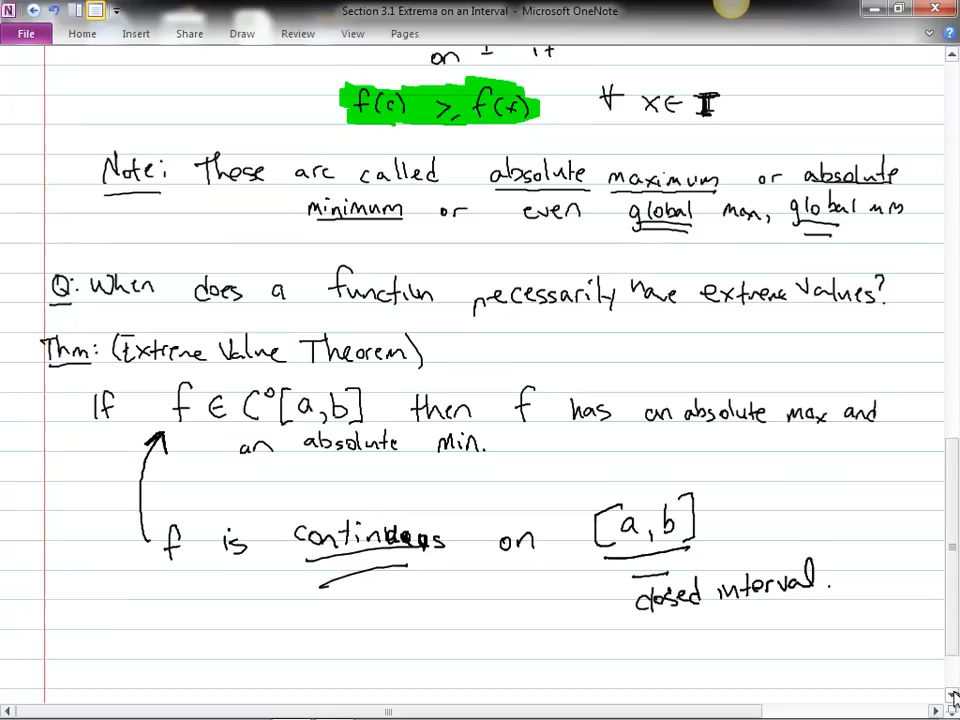 Section 3.1 Extrema on an Interval - Microsoft OneNote
File Home Insert Share Draw Review View Pages
on I if
f(c) ≥ f(x) ∀ x ∈ I
Note: These are called absolute maximum or absolute
minimum or even global max, global min
Q: When does a function necessarily have extreme values?
Thm: (Extreme Value Theorem)
If f ∈ C⁰[a,b] then f has an absolute max and
an absolute min.
f is continuous on [a,b]
closed interval.